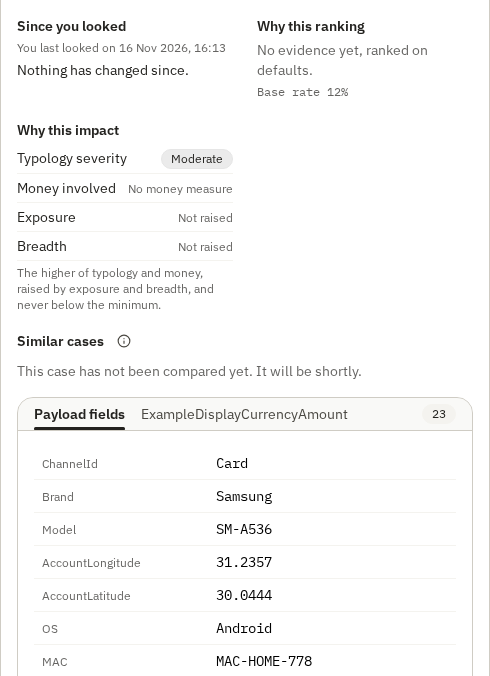 Since you looked
You last looked on 16 Nov 2026, 16:13
Nothing has changed since.
Why this ranking
No evidence yet, ranked on
defaults.
Base rate 12%
Why this impact
Typology severity Moderate
Money involved No money measure
Exposure Not raised
Breadth Not raised
The higher of typology and money,
raised by exposure and breadth, and
never below the minimum.
Similar cases
This case has not been compared yet. It will be shortly.
Payload fields ExampleDisplayCurrencyAmount 23
ChannelId Card
Brand Samsung
Model SM-A536
AccountLongitude 31.2357
AccountLatitude 30.0444
OS Android
MAC MAC-HOME-778